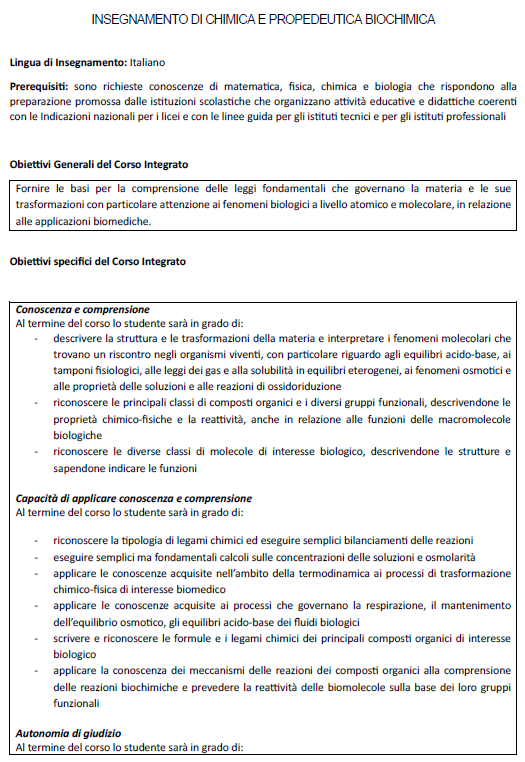 INSEGNAMENTO DI CHIMICA E PROPEDEUTICA BIOCHIMICA
Lingua di Insegnamento: Italiano
Prerequisiti: sono richieste conoscenze di matematica, fisica, chimica e biologia che rispondono alla
preparazione promossa dalle istituzioni scolastiche che organizzano attività educative e didattiche coerenti
con le Indicazioni nazionali per i licei e con le linee guida per gli istituti tecnici e per gli istituti professionali
Obiettivi Generali del Corso Integrato
Fornire le basi per la comprensione delle leggi fondamentali che governano la materia e le sue
trasformazioni con particolare attenzione ai fenomeni biologici a livello atomico e molecolare, in relazione
alle applicazioni biomediche.
Obiettivi specifici del Corso Integrato
Conoscenza e comprensione
Al termine del corso lo studente sarà in grado di:
- descrivere la struttura e le trasformazioni della materia e interpretare i fenomeni molecolari che
trovano un riscontro negli organismi viventi, con particolare riguardo agli equilibri acido-base, ai
tamponi fisiologici, alle leggi dei gas e alla solubilità in equilibri eterogenei, ai fenomeni osmotici e
alle proprietà delle soluzioni e alle reazioni di ossidoriduzione
- riconoscere le principali classi di composti organici e i diversi gruppi funzionali, descrivendone le
proprietà chimico-fisiche e la reattività, anche in relazione alle funzioni delle macromolecole
biologiche
- riconoscere le diverse classi di molecole di interesse biologico, descrivendone le strutture e
sapendone indicare le funzioni
Capacità di applicare conoscenza e comprensione
Al termine del corso lo studente sarà in grado di:
- riconoscere la tipologia di legami chimici ed eseguire semplici bilanciamenti delle reazioni
- eseguire semplici ma fondamentali calcoli sulle concentrazioni delle soluzioni e osmolarità
- applicare le conoscenze acquisite nell'ambito della termodinamica ai processi di trasformazione
chimico-fisica di interesse biomedico
- applicare le conoscenze acquisite ai processi che governano la respirazione, il mantenimento
dell'equilibrio osmotico, gli equilibri acido-base dei fluidi biologici
- scrivere e riconoscere le formule e i legami chimici dei principali composti organici di interesse
biologico
- applicare la conoscenza dei meccanismi delle reazioni dei composti organici alla comprensione
delle reazioni biochimiche e prevedere la reattività delle biomolecole sulla base dei loro gruppi
funzionali
Autonomia di giudizio
Al termine del corso lo studente sarà in grado di: